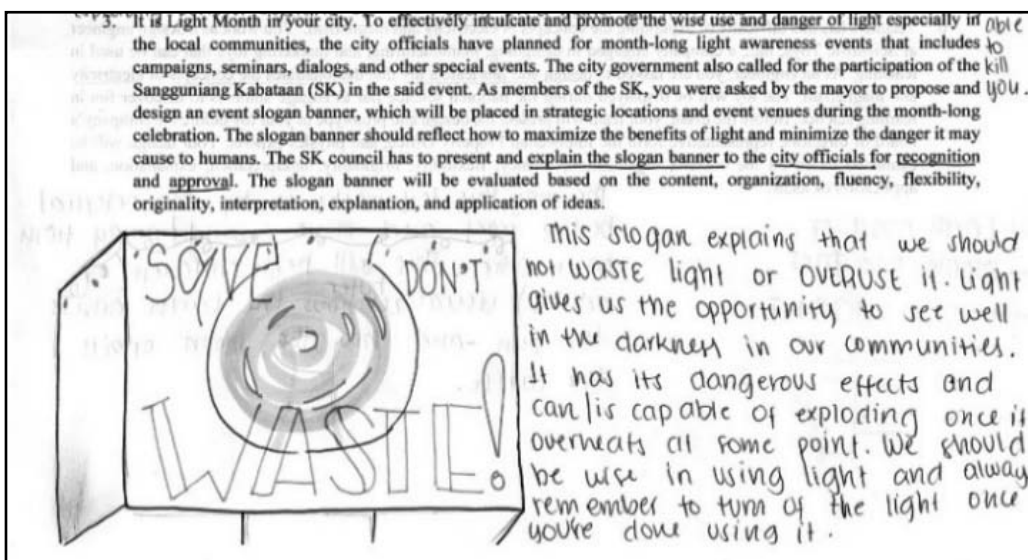 3. It is Light Month in your city. To effectively inculcate and promote the wise use and danger of light especially in
the local communities, the city officials have planned for month-long light awareness events that includes
campaigns, seminars, dialogs, and other special events. The city government also called for the participation of the
Sangguniang Kabataan (SK) in the said event. As members of the SK, you were asked by the mayor to propose and
design an event slogan banner, which will be placed in strategic locations and event venues during the month-long
celebration. The slogan banner should reflect how to maximize the benefits of light and minimize the danger it may
cause to humans. The SK council has to present and explain the slogan banner to the city officials for recognition
and approval. The slogan banner will be evaluated based on the content, organization, fluency, flexibility,
originality, interpretation, explanation, and application of ideas.
able
to
kill
you.
SAVE
DON'T
WASTE!
This slogan explains that we should
not WASTE light or OVERUSE it. Light
gives us the opportunity to see well
in the darkness in our communities.
It has its dangerous effects and
can/is capable of exploding once it
overheats at some point. We should
be wise in using light and always
remember to turn of the light once
you're done using it.